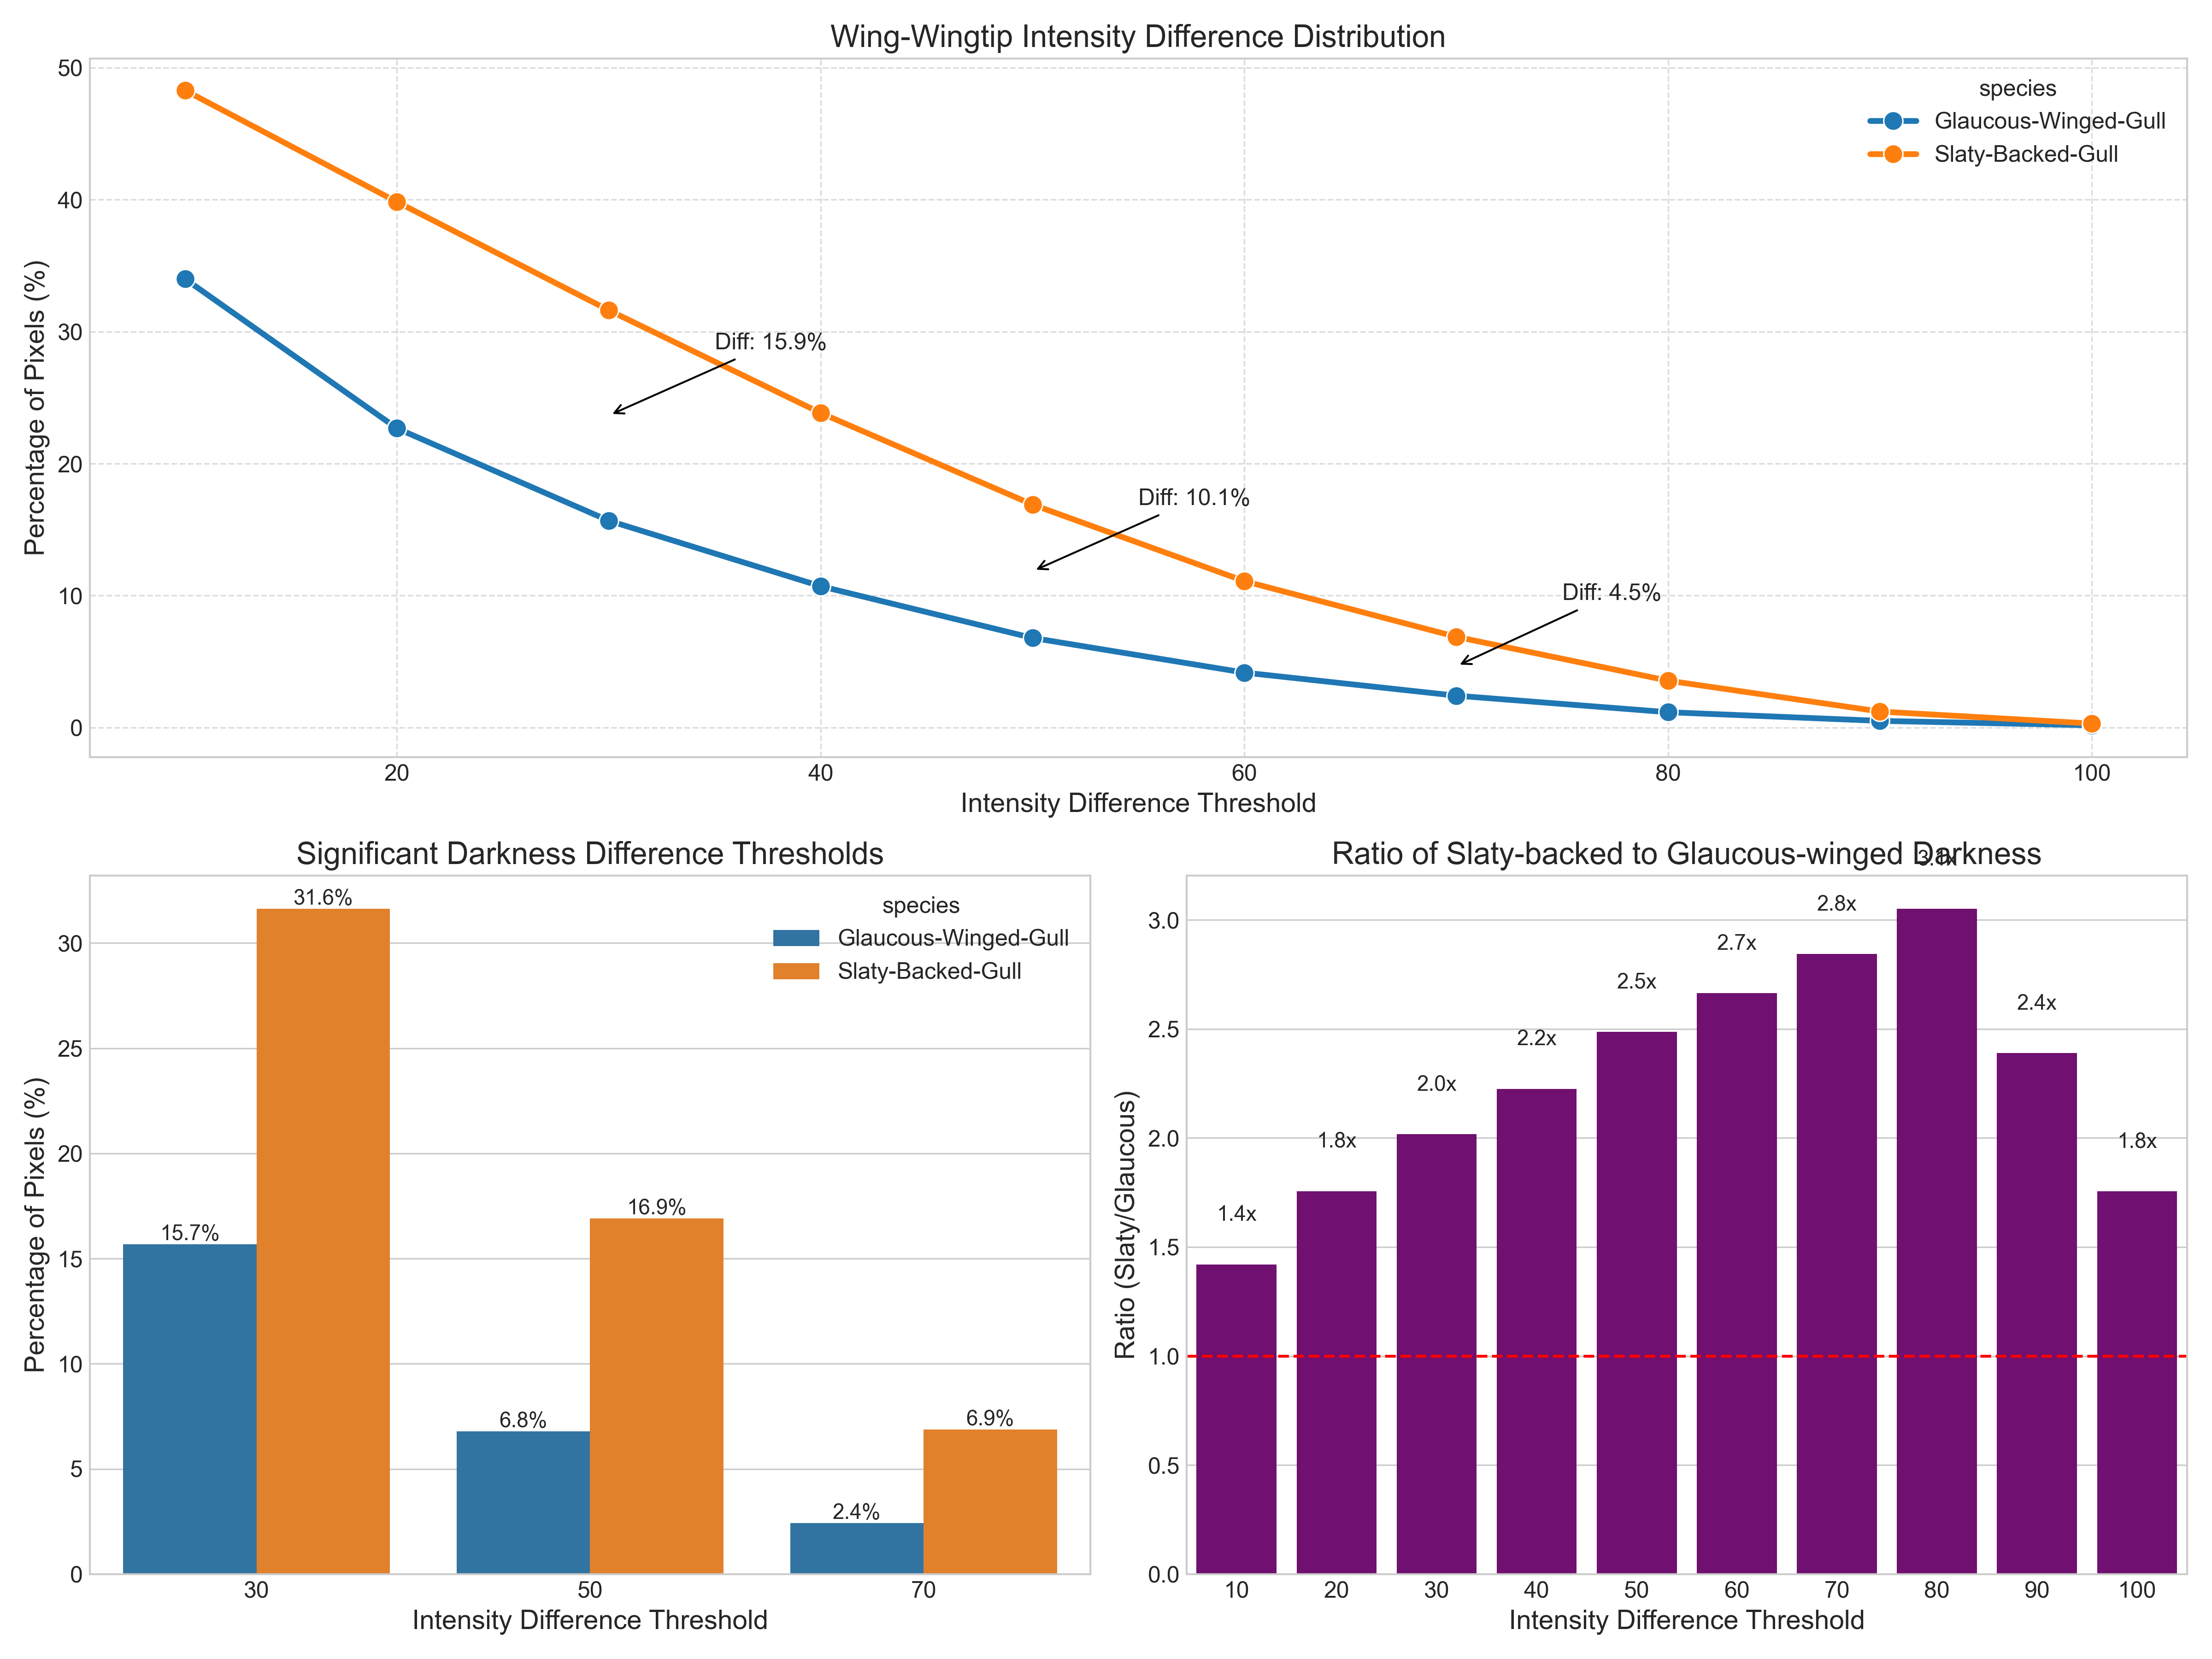 Wing-Wingtip Intensity Difference Distribution
Percentage of Pixels (%)
50
40
30
20
10
0
species
Glaucous-Winged-Gull
Slaty-Backed-Gull
Diff: 15.9%
Diff: 10.1%
Diff: 4.5%
20 40 60 80 100
Intensity Difference Threshold
Significant Darkness Difference Thresholds
Percentage of Pixels (%)
30
25
20
15
10
5
0
species
Glaucous-Winged-Gull
Slaty-Backed-Gull
15.7% 31.6%
6.8% 16.9%
2.4% 6.9%
30 50 70
Intensity Difference Threshold
Ratio of Slaty-backed to Glaucous-winged Darkness
Ratio (Slaty/Glaucous)
3.0
2.5
2.0
1.5
1.0
0.5
0.0
1.4x
1.8x
2.0x
2.2x
2.5x
2.7x
2.8x
3.1x
2.4x
1.8x
10 20 30 40 50 60 70 80 90 100
Intensity Difference Threshold